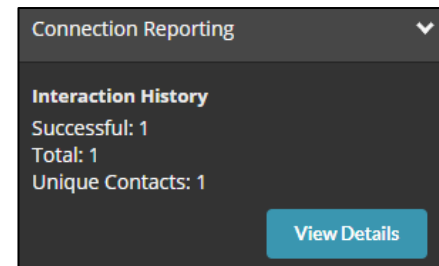 Connection Reporting
Interaction History
Successful: 1
Total: 1
Unique Contacts: 1
View Details